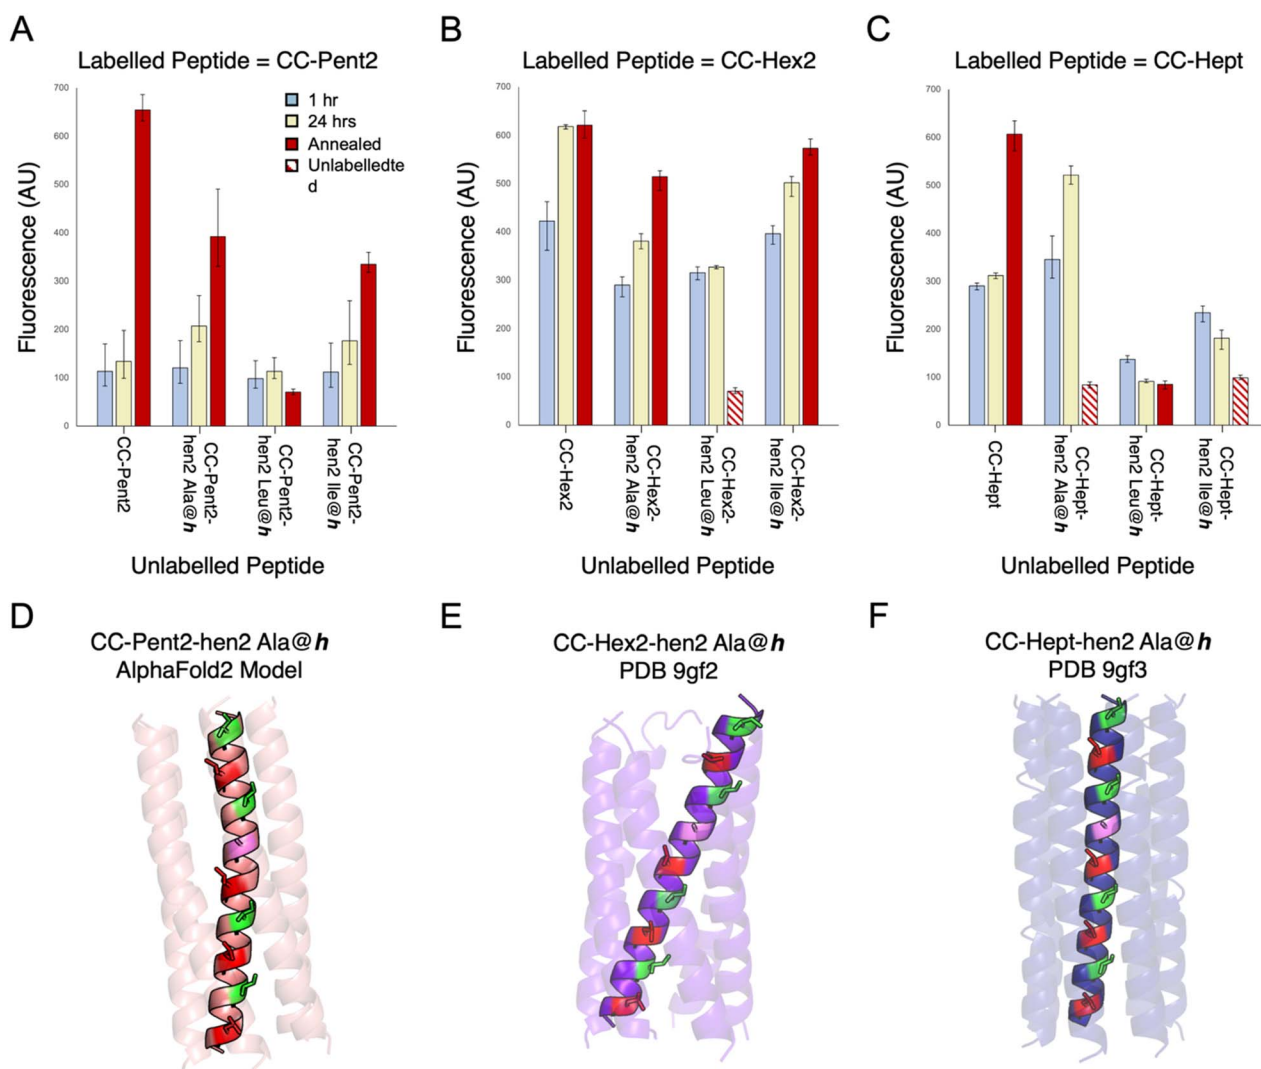 A
Labelled Peptide = CC-Pent2
Fluorescence (AU)
700
600
500
400
300
200
100
0
1 hr
24 hrs
Annealed
Unlabelledte
d
CC-Pent2
CC-Pent2-
hen2 Ala@h
CC-Pent2-
hen2 Leu@h
CC-Pent2-
hen2 Ile@h
Unlabelled Peptide
B
Labelled Peptide = CC-Hex2
Fluorescence (AU)
700
600
500
400
300
200
100
0
CC-Hex2
CC-Hex2-
hen2 Ala@h
CC-Hex2-
hen2 Leu@h
CC-Hex2-
hen2 Ile@h
Unlabelled Peptide
C
Labelled Peptide = CC-Hept
Fluorescence (AU)
700
600
500
400
300
200
100
0
CC-Hept
CC-Hept-
hen2 Ala@h
CC-Hept-
hen2 Leu@h
CC-Hept-
hen2 Ile@h
Unlabelled Peptide
D
CC-Pent2-hen2 Ala@h
AlphaFold2 Model
E
CC-Hex2-hen2 Ala@h
PDB 9gf2
F
CC-Hept-hen2 Ala@h
PDB 9gf3